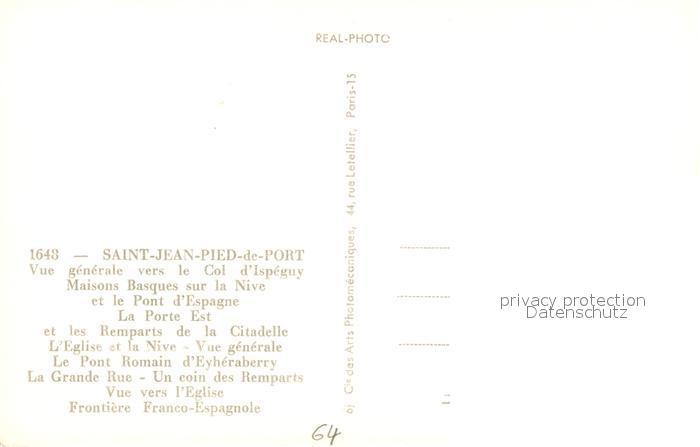 REAL-PHOTO
1648 — SAINT-JEAN-PIED-de-PORT
Vue générale vers le Col d'Ispéguy
Maisons Basques sur la Nive
et le Pont d'Espagne
La Porte Est
et les Remparts de la Citadelle
L'Eglise et la Nive - Vue générale
Le Pont Romain d'Eyhéraberry
La Grande Rue - Un coin des Remparts
Vue vers l'Eglise
Frontière Franco-Espagnole
Cie des Arts Photomécaniques, 44, rue Letellier, Paris-15
privacy protection
Datenschutz
64